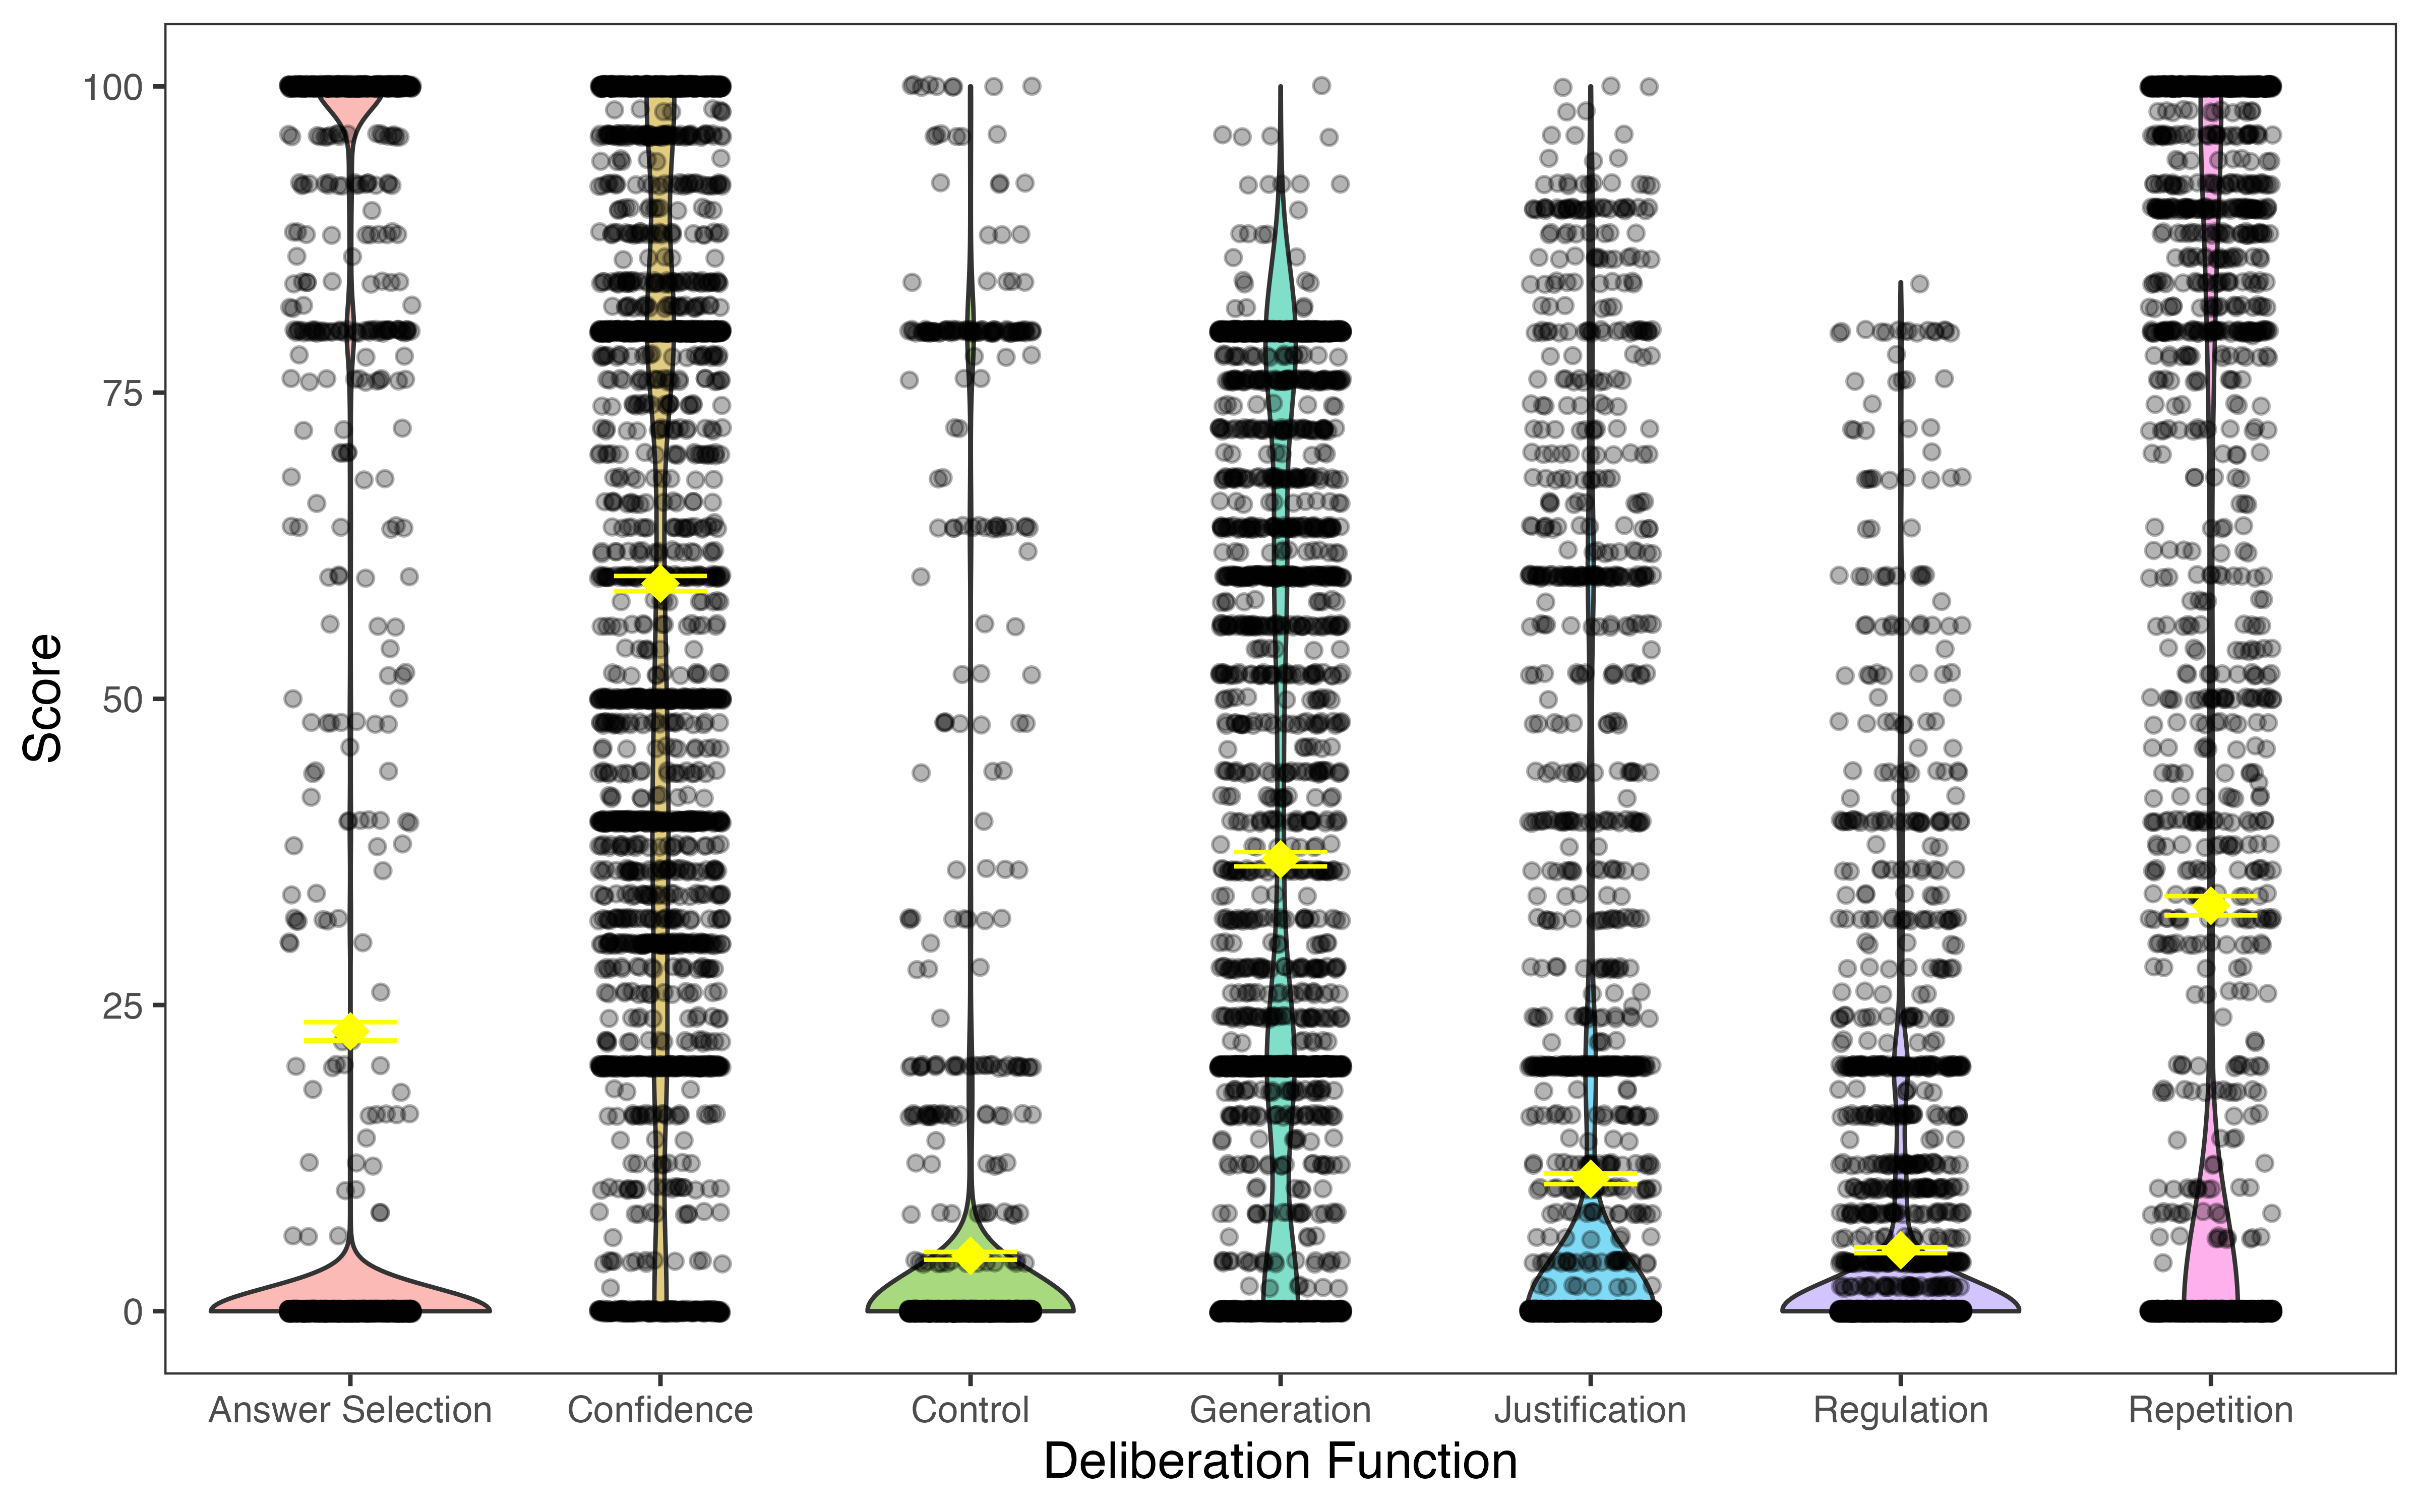 100
75
50
25
0
Score
Answer Selection
Confidence
Control
Generation
Justification
Regulation
Repetition
Deliberation Function